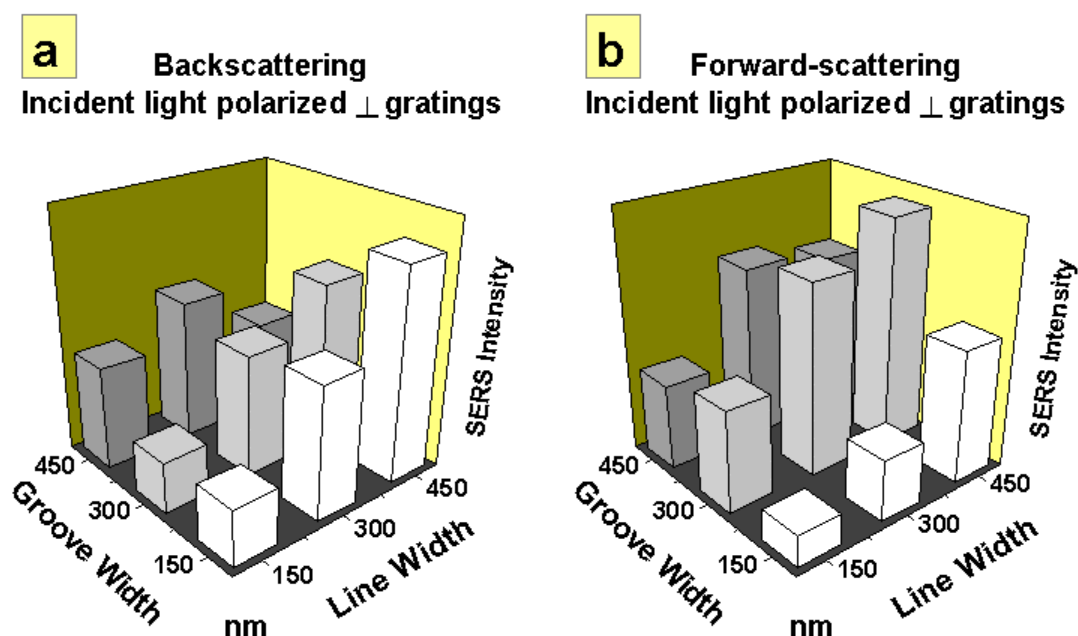 a
Backscattering
Incident light polarized ⊥ gratings
SERS Intensity
450
300
150
Groove Width
150
300
450
Line Width
nm
b
Forward-scattering
Incident light polarized ⊥ gratings
SERS Intensity
450
300
150
Groove Width
150
300
450
Line Width
nm